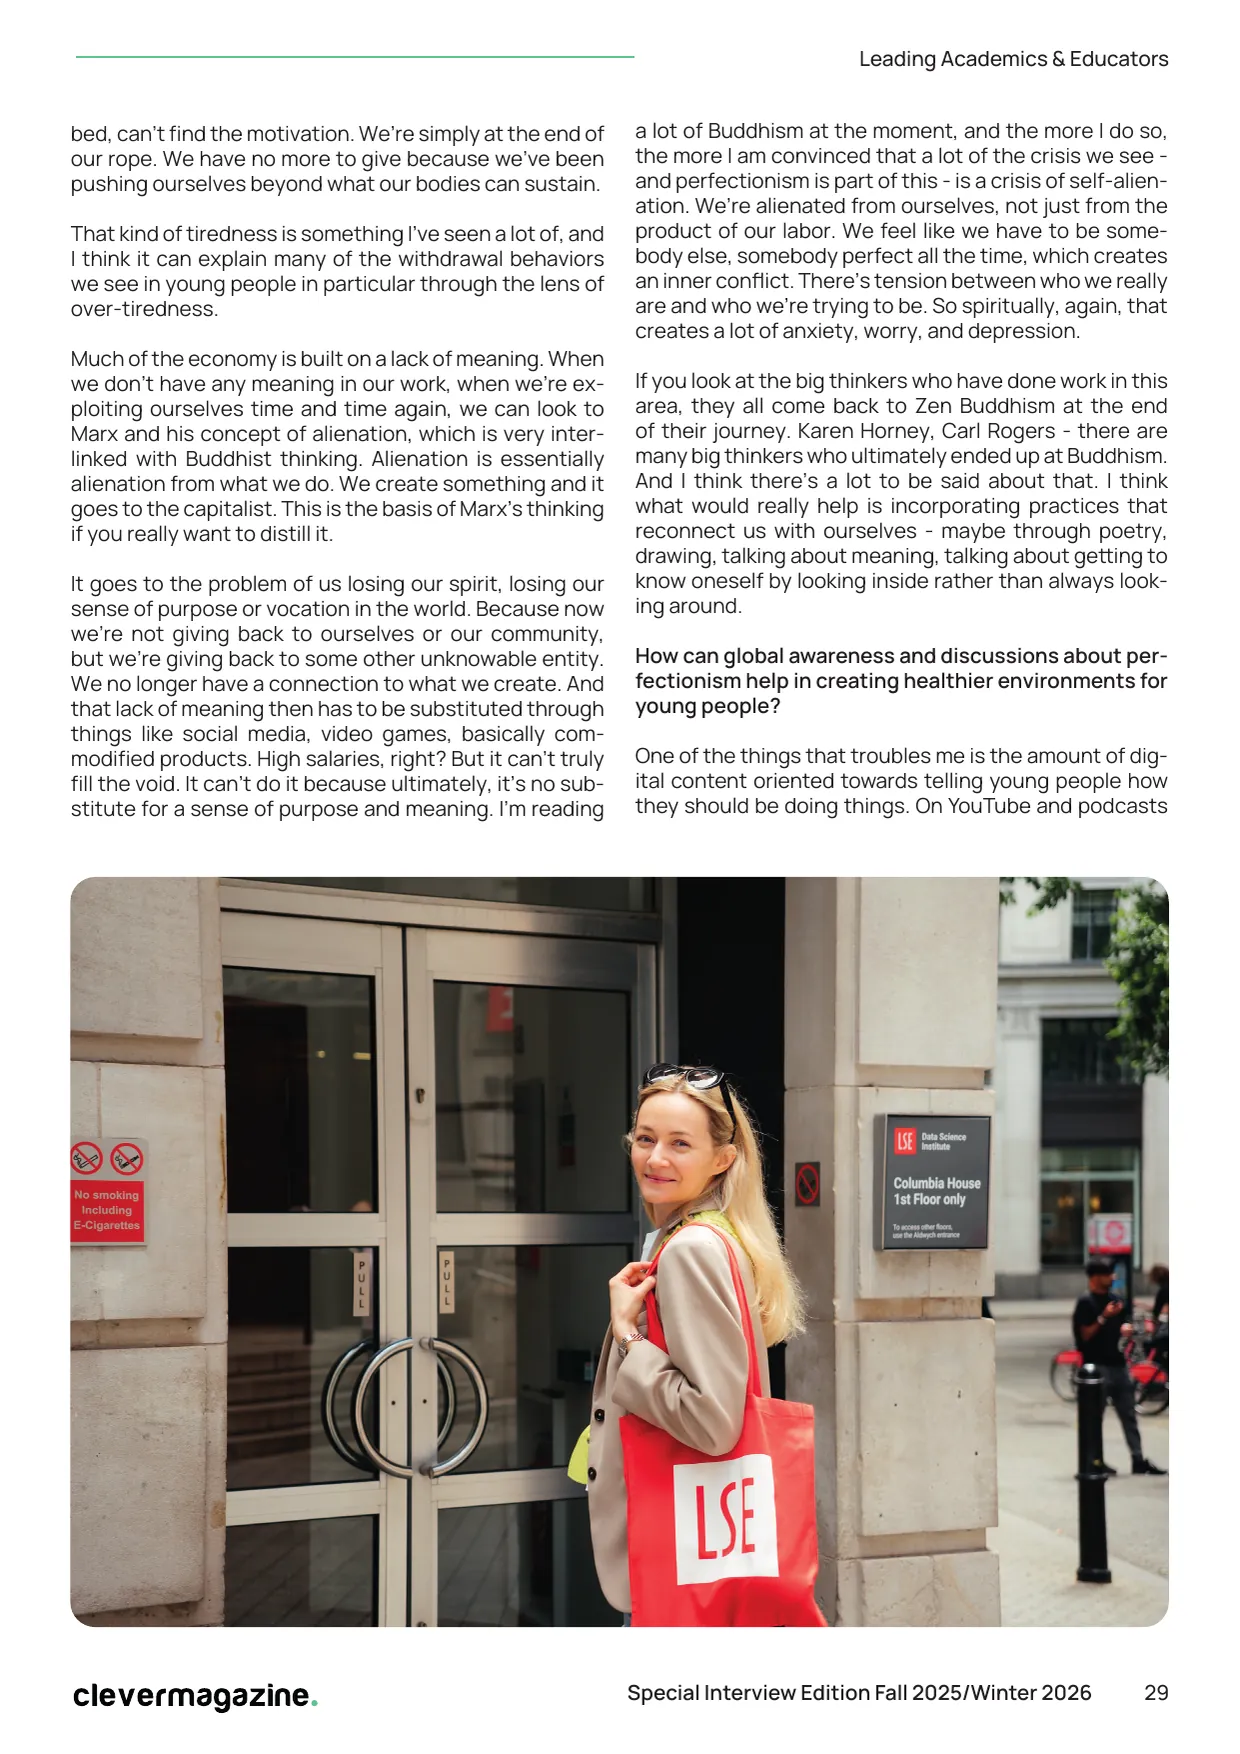 Leading Academics & Educators
bed, can't find the motivation. We're simply at the end of
our rope. We have no more to give because we've been
pushing ourselves beyond what our bodies can sustain.
That kind of tiredness is something I've seen a lot of, and
I think it can explain many of the withdrawal behaviors
we see in young people in particular through the lens of
over-tiredness.
Much of the economy is built on a lack of meaning. When
we don't have any meaning in our work, when we're ex-
ploiting ourselves time and time again, we can look to
Marx and his concept of alienation, which is very inter-
linked with Buddhist thinking. Alienation is essentially
alienation from what we do. We create something and it
goes to the capitalist. This is the basis of Marx's thinking
if you really want to distill it.
It goes to the problem of us losing our spirit, losing our
sense of purpose or vocation in the world. Because now
we're not giving back to ourselves or our community,
but we're giving back to some other unknowable entity.
We no longer have a connection to what we create. And
that lack of meaning then has to be substituted through
things like social media, video games, basically com-
modified products. High salaries, right? But it can't truly
fill the void. It can't do it because ultimately, it's no sub-
stitute for a sense of purpose and meaning. I'm reading
a lot of Buddhism at the moment, and the more I do so,
the more I am convinced that a lot of the crisis we see -
and perfectionism is part of this - is a crisis of self-alien-
ation. We're alienated from ourselves, not just from the
product of our labor. We feel like we have to be some-
body else, somebody perfect all the time, which creates
an inner conflict. There's tension between who we really
are and who we're trying to be. So spiritually, again, that
creates a lot of anxiety, worry, and depression.
If you look at the big thinkers who have done work in this
area, they all come back to Zen Buddhism at the end
of their journey. Karen Horney, Carl Rogers - there are
many big thinkers who ultimately ended up at Buddhism.
And I think there's a lot to be said about that. I think
what would really help is incorporating practices that
reconnect us with ourselves - maybe through poetry,
drawing, talking about meaning, talking about getting to
know oneself by looking inside rather than always look-
ing around.
How can global awareness and discussions about per-
fectionism help in creating healthier environments for
young people?
One of the things that troubles me is the amount of dig-
ital content oriented towards telling young people how
they should be doing things. On YouTube and podcasts
No smoking
Including
E-Cigarettes
PULL
PULL
LSE
Data Science
Institute
Columbia House
1st Floor only
To access other floors,
use the Aldwych entrance
LSE
clevermagazine.
Special Interview Edition Fall 2025/Winter 2026
29